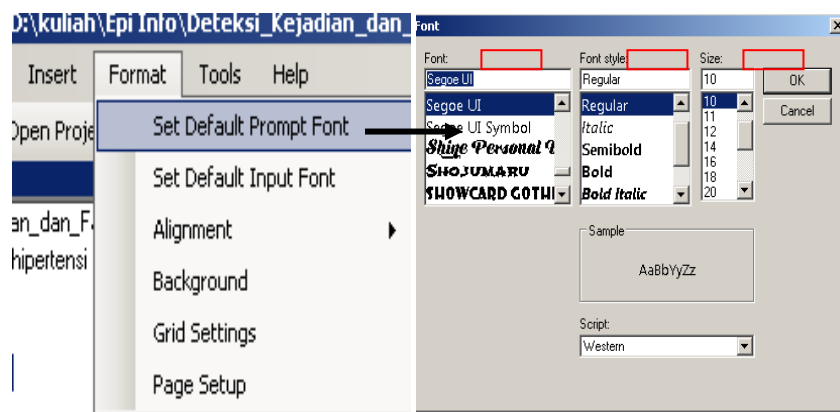 D:\kuliah\Epi Info\Deteksi_Kejadian_dan_
Insert Format Tools Help
Open Proje
Set Default Prompt Font
Set Default Input Font
an_dan_F
Alignment
hipertensi
Background
Grid Settings
Page Setup
Font
Font: Font style: Size:
Segoe UI Regular 10 OK
Segoe UI Regular 10 Cancel
Segoe UI Symbol Italic 11
12
Shine Personal Semibold 14
SHOJUMARU Bold 16
18
SHOWCARD GOTHI Bold Italic 20
Sample
AaBbYyZz
Script:
Western